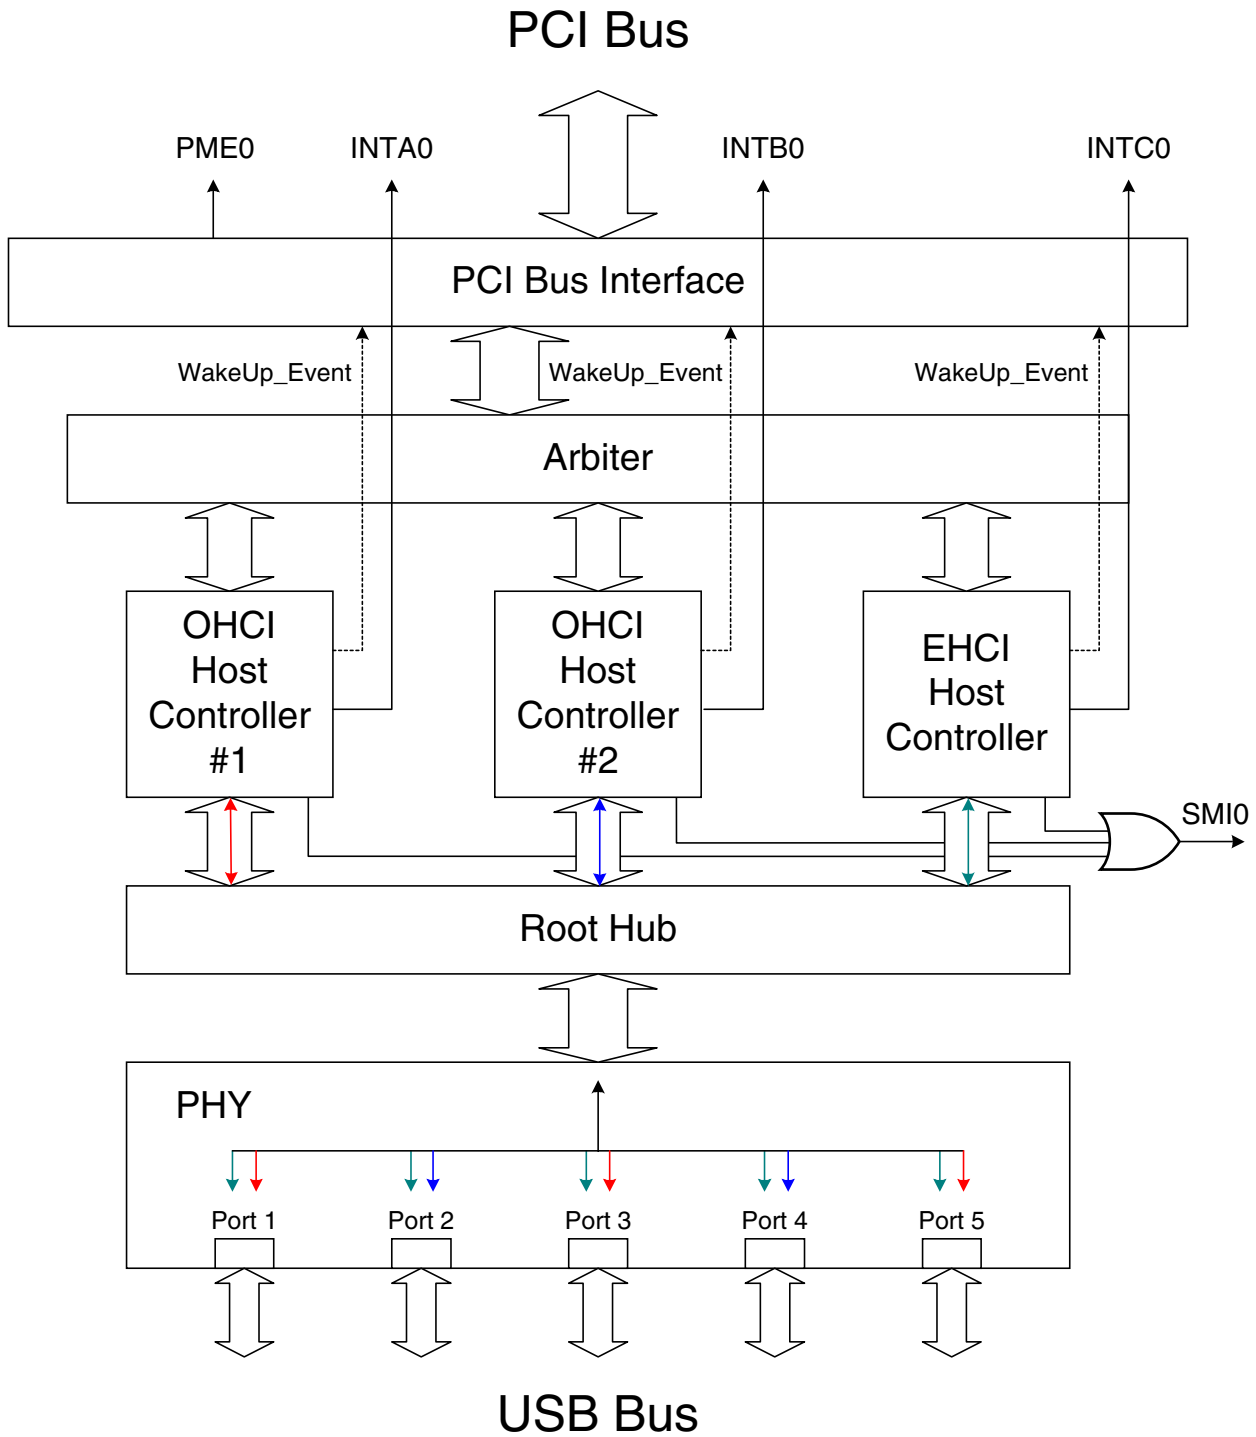 PCI Bus
PME0
INTA0
INTB0
INTC0
PCI Bus Interface
WakeUp_Event
WakeUp_Event
WakeUp_Event
Arbiter
OHCI
Host
Controller
#1
OHCI
Host
Controller
#2
EHCI
Host
Controller
SMI0
Root Hub
PHY
Port 1
Port 2
Port 3
Port 4
Port 5
USB Bus